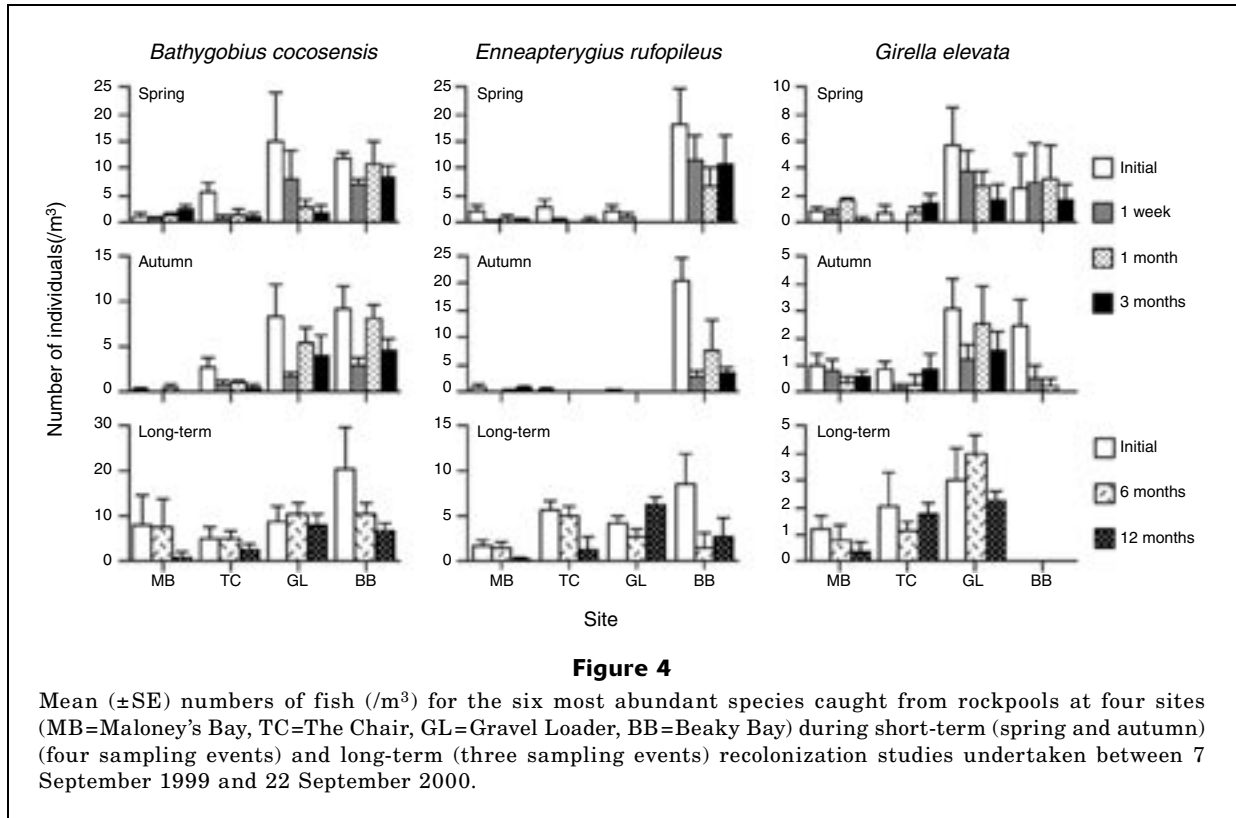 Bathygobius cocosensis Enneapterygius rufopileus Girella elevata
Number of individuals(/m³)
25
20
15
10
5
0
Spring
25
20
15
10
5
0
Spring
10
8
6
4
2
0
Spring
Initial
1 week
1 month
3 months
15
10
5
0
Autumn
25
20
15
10
5
0
Autumn
5
4
3
2
1
0
Autumn
30
20
10
0
Long-term
15
10
5
0
Long-term
5
4
3
2
1
0
Long-term
Initial
6 months
12 months
MB TC GL BB MB TC GL BB MB TC GL BB
Site
Figure 4
Mean (±SE) numbers of fish (/m³) for the six most abundant species caught from rockpools at four sites
(MB=Maloney's Bay, TC=The Chair, GL=Gravel Loader, BB=Beaky Bay) during short-term (spring and autumn)
(four sampling events) and long-term (three sampling events) recolonization studies undertaken between 7
September 1999 and 22 September 2000.